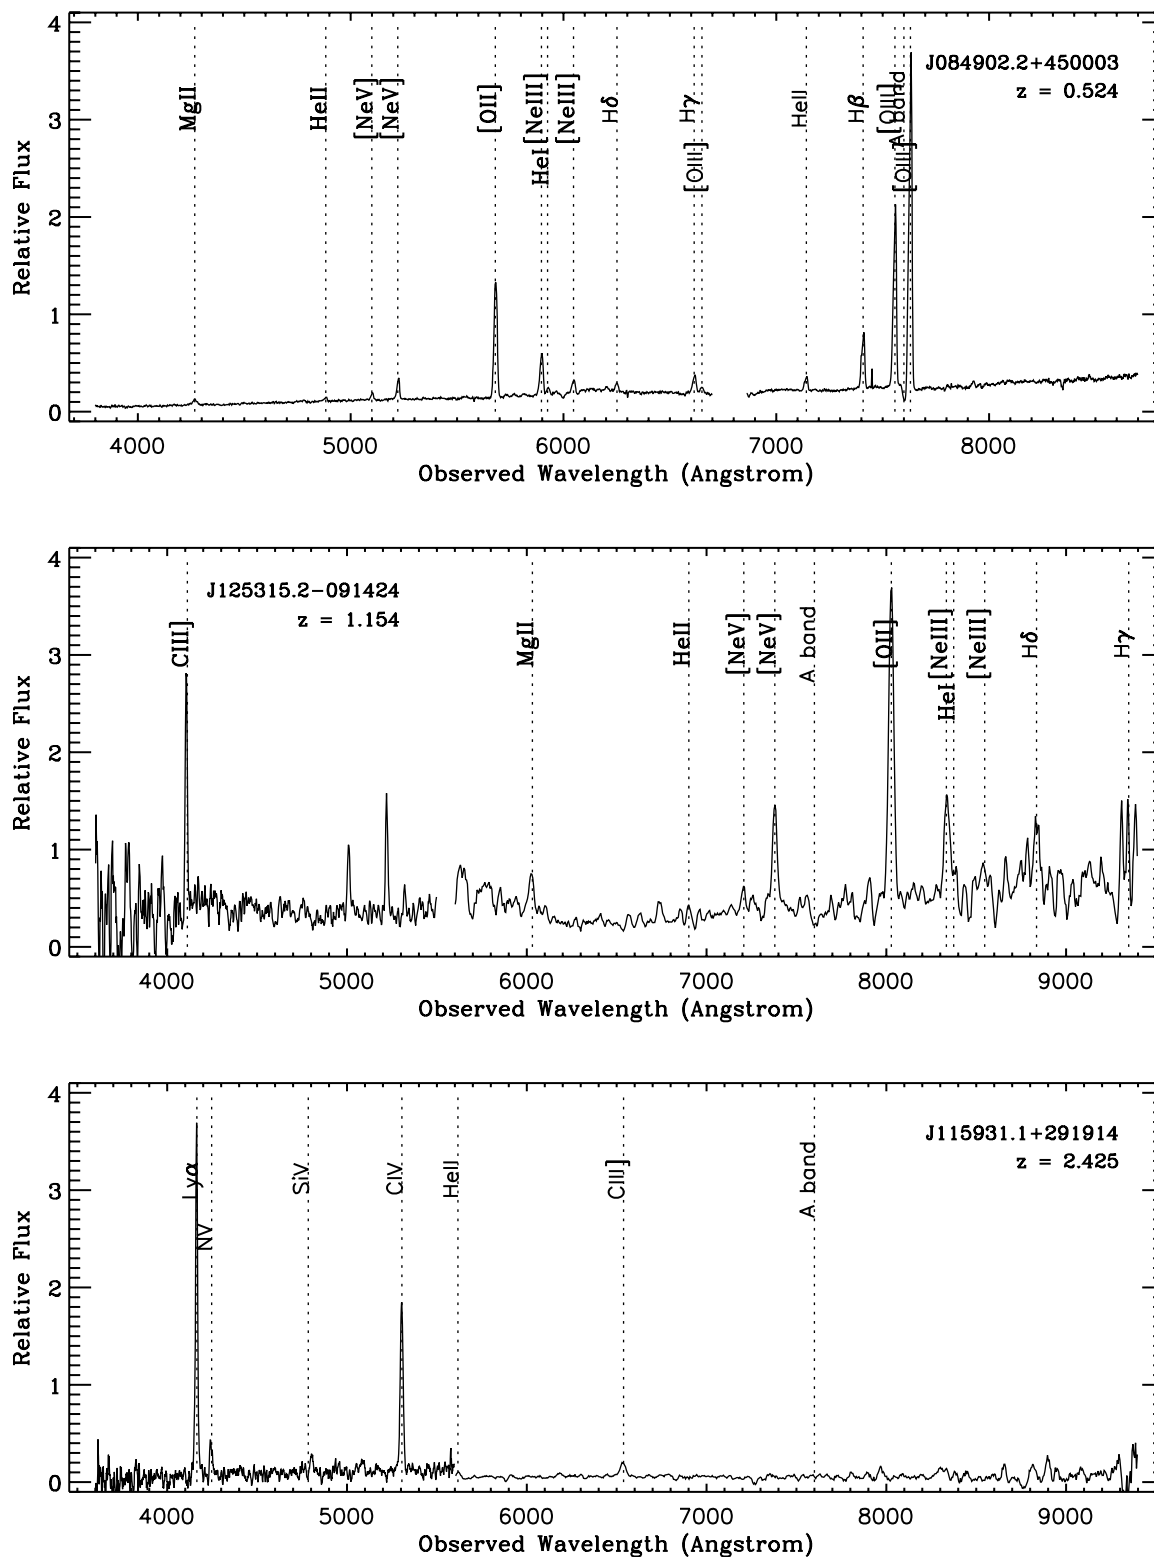 J084902.2+450003
z = 0.524
MgII
HeII
[NeV]
[NeV]
[OII]
[NeIII]
HeI
[NeIII]
Hδ
Hγ
[OIII]
HeII
Hβ
[OIII]
A band
[OIII]
Relative Flux
4
3
2
1
0
4000 5000 6000 7000 8000
Observed Wavelength (Angstrom)
J125315.2−091424
z = 1.154
CIII]
MgII
HeII
[NeV]
[NeV]
A band
[OII]
[NeIII]
HeI
[NeIII]
Hδ
Hγ
Relative Flux
4
3
2
1
0
4000 5000 6000 7000 8000 9000
Observed Wavelength (Angstrom)
J115931.1+291914
z = 2.425
Lyα
NV
SiV
CIV
HeII
CIII]
A band
Relative Flux
4
3
2
1
0
4000 5000 6000 7000 8000 9000
Observed Wavelength (Angstrom)